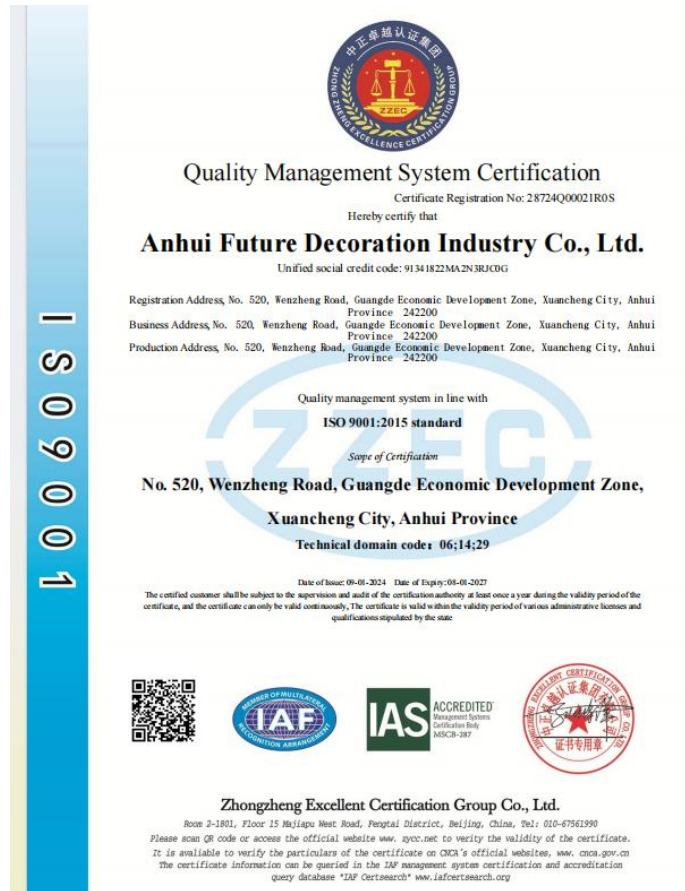 中正卓越认证集团
ZHONG ZHENG EXCELLENCE CERTIFICATION GROUP
ZZEC
Quality Management System Certification
Certificate Registration No: 28724Q00021R0S
Hereby certify that
Anhui Future Decoration Industry Co., Ltd.
Unified social credit code: 91341822MA2N3RJC0G
Registration Address, No. 520, Wenzheng Road, Guangde Economic Development Zone, Xuancheng City, Anhui
Province 242200
Business Address, No. 520, Wenzheng Road, Guangde Economic Development Zone, Xuancheng City, Anhui
Province 242200
Production Address, No. 520, Wenzheng Road, Guangde Economic Development Zone, Xuancheng City, Anhui
Province 242200
ISO9001
ZZEC
Quality management system in line with
ISO 9001:2015 standard
Scope of Certification
No. 520, Wenzheng Road, Guangde Economic Development Zone,
Xuancheng City, Anhui Province
Technical domain code: 06;14;29
Date of Issue: 09-01-2024 Date of Expiry: 08-01-2027
The certified customer shall be subject to the supervision and audit of the certification authority at least once a year during the validity period of the
certificate, and the certificate can only be valid continuously, The certificate is valid within the validity period of various administrative licenses and
qualifications stipulated by the state
MEMBER OF MULTILATERAL
IAF
RECOGNITION ARRANGEMENT
IAS
ACCREDITED
Management Systems
Certification Body
MSCB-287
ZHONGZHENG EXCELLENT CERTIFICATION GROUP CO., LTD.
证书专用章
Zhongzheng Excellent Certification Group Co., Ltd.
Room 2-1801, Floor 15 Majiapu West Road, Fengtai District, Beijing, China, Tel: 010-67561990
Please scan QR code or access the official website www. zycc.net to verity the validity of the certificate.
It is avaliable to verify the particulars of the certificate on CNCA's official websites, www. cnca.gov.cn
The certificate information can be queried in the IAF management system certification and accreditation
query database "IAF Certsearch" www.iafcertsearch.org